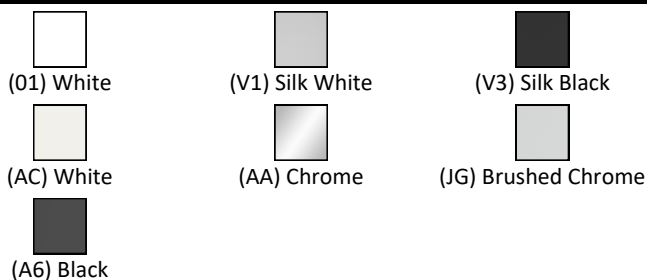 (01) White
(V1) Silk White
(V3) Silk Black
(AC) White
(AA) Chrome
(JG) Brushed Chrome
(A6) Black